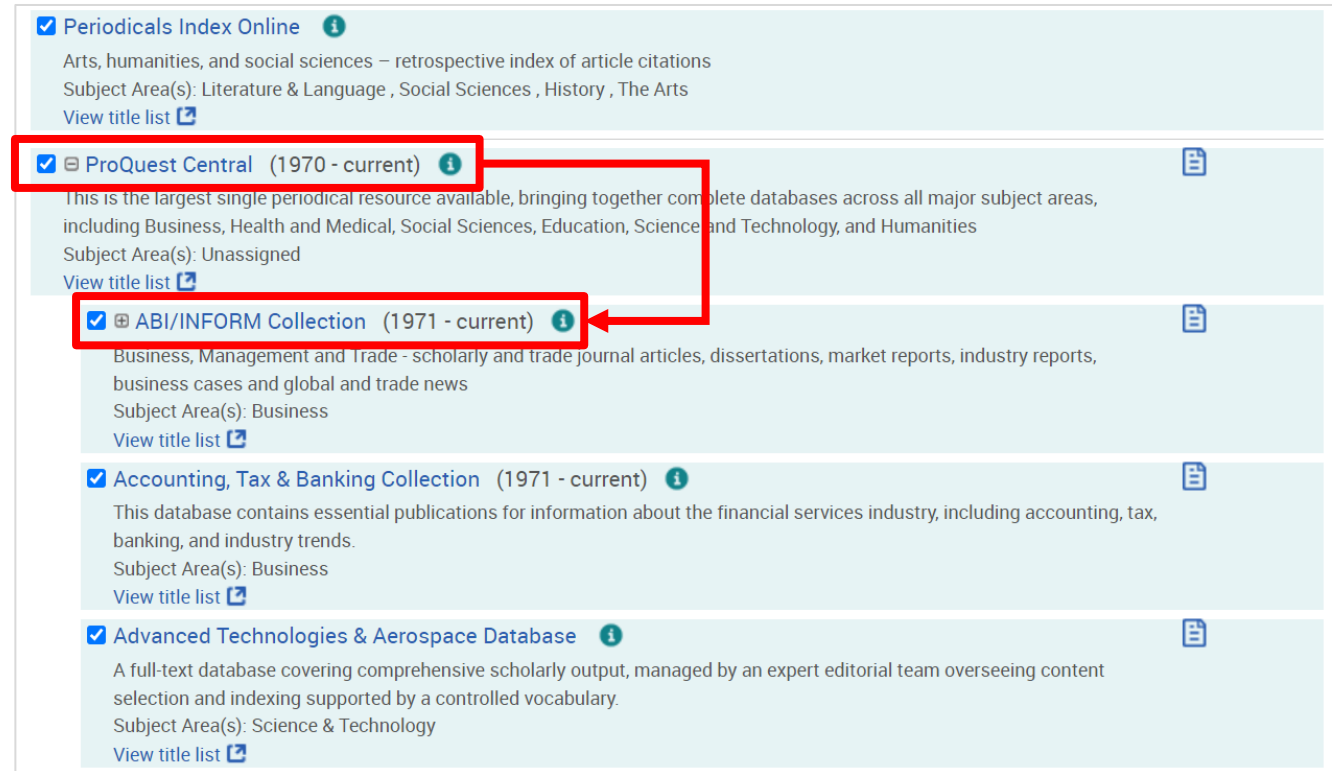 Periodicals Index Online
Arts, humanities, and social sciences – retrospective index of article citations
Subject Area(s): Literature & Language , Social Sciences , History , The Arts
View title list
ProQuest Central (1970 - current)
This is the largest single periodical resource available, bringing together complete databases across all major subject areas,
including Business, Health and Medical, Social Sciences, Education, Science and Technology, and Humanities
Subject Area(s): Unassigned
View title list
ABI/INFORM Collection (1971 - current)
Business, Management and Trade - scholarly and trade journal articles, dissertations, market reports, industry reports,
business cases and global and trade news
Subject Area(s): Business
View title list
Accounting, Tax & Banking Collection (1971 - current)
This database contains essential publications for information about the financial services industry, including accounting, tax,
banking, and industry trends.
Subject Area(s): Business
View title list
Advanced Technologies & Aerospace Database
A full-text database covering comprehensive scholarly output, managed by an expert editorial team overseeing content
selection and indexing supported by a controlled vocabulary.
Subject Area(s): Science & Technology
View title list